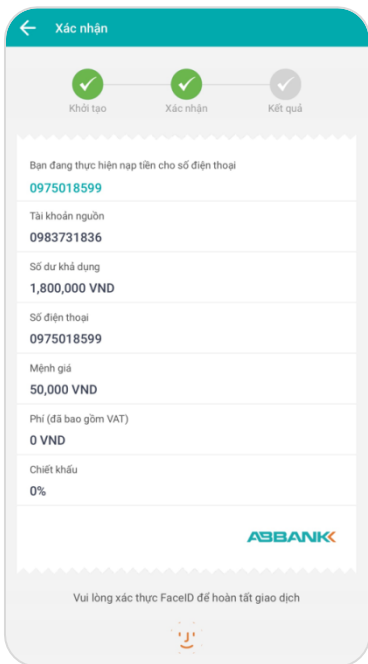 Xác nhận
Khởi tạo Xác nhận Kết quả
Bạn đang thực hiện nạp tiền cho số điện thoại
0975018599
Tài khoản nguồn
0983731836
Số dư khả dụng
1,800,000 VND
Số điện thoại
0975018599
Mệnh giá
50,000 VND
Phí (đã bao gồm VAT)
0 VND
Chiết khấu
0%
ABBANK
Vui lòng xác thực FaceID để hoàn tất giao dịch